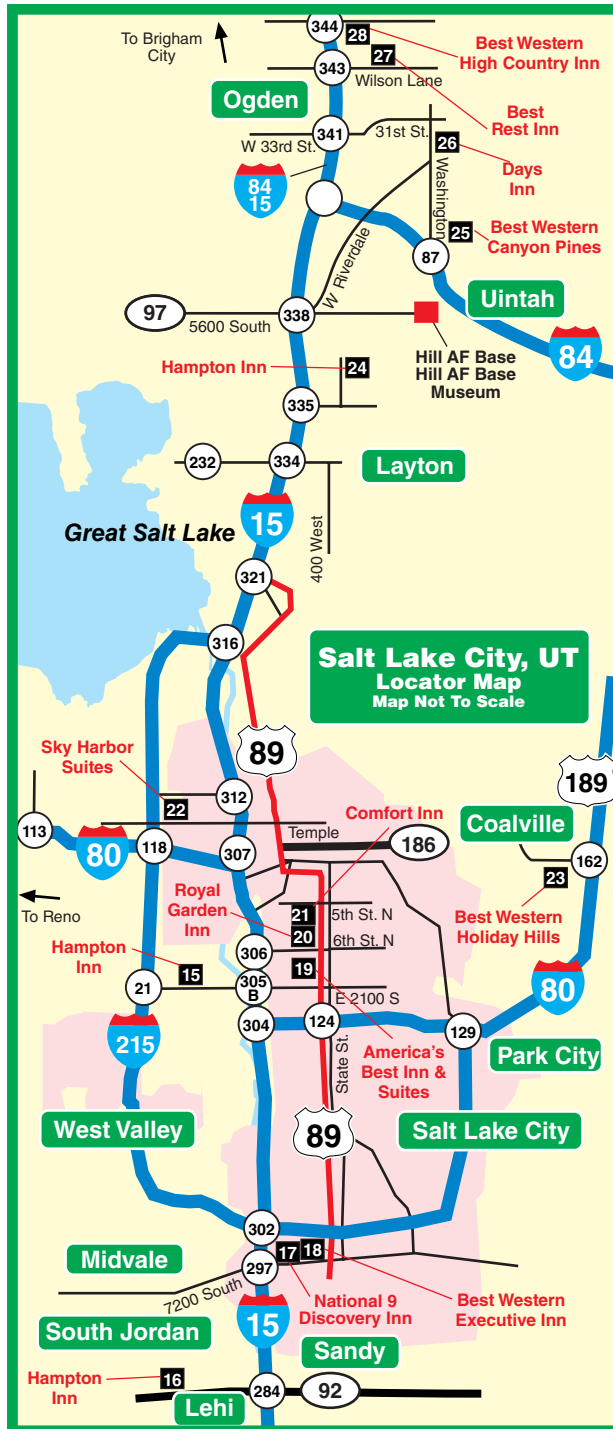 344
28
To Brigham
City
Best Western
High Country Inn
27
343
Wilson Lane
Ogden
Best
Rest Inn
31st St.
341
W 33rd St.
26
Days
Inn
84
15
Washington
25
Best Western
Canyon Pines
W Riverdale
87
Uintah
97
5600 South
338
84
Hill AF Base
Hill AF Base
Museum
Hampton Inn
24
335
232
334
Layton
15
Great Salt Lake
400 West
321
316
Salt Lake City, UT
Locator Map
Map Not To Scale
89
189
Sky Harbor
Suites
22
312
Comfort Inn
113
Temple
186
Coalville
80
118
307
162
23
To Reno
Royal
Garden
Inn
21
5th St. N
20
6th St. N
Best Western
Holiday Hills
Hampton
Inn
15
306
19
21
305
B
E 2100 S
80
304
124
129
215
America's
Best Inn &
Suites
State St.
Park City
West Valley
89
Salt Lake City
302
Midvale
17
18
297
7200 South
National 9
Discovery Inn
Best Western
Executive Inn
15
South Jordan
Sandy
Hampton
Inn
16
284
92
Lehi